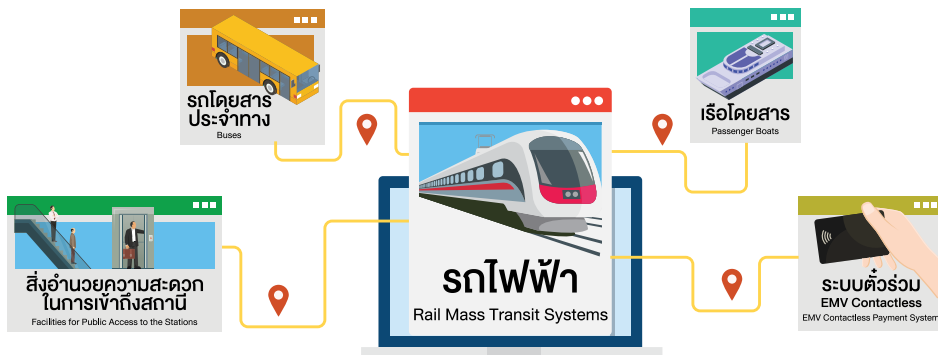 รถโดยสาร
ประจำทาง
Buses
เรือโดยสาร
Passenger Boats
สิ่งอำนวยความสะดวก
ในการเข้าถึงสถานี
Facilities for Public Access to the Stations
รถไฟฟ้า
Rail Mass Transit Systems
ระบบตั๋วร่วม
EMV Contactless
EMV Contactless Payment System